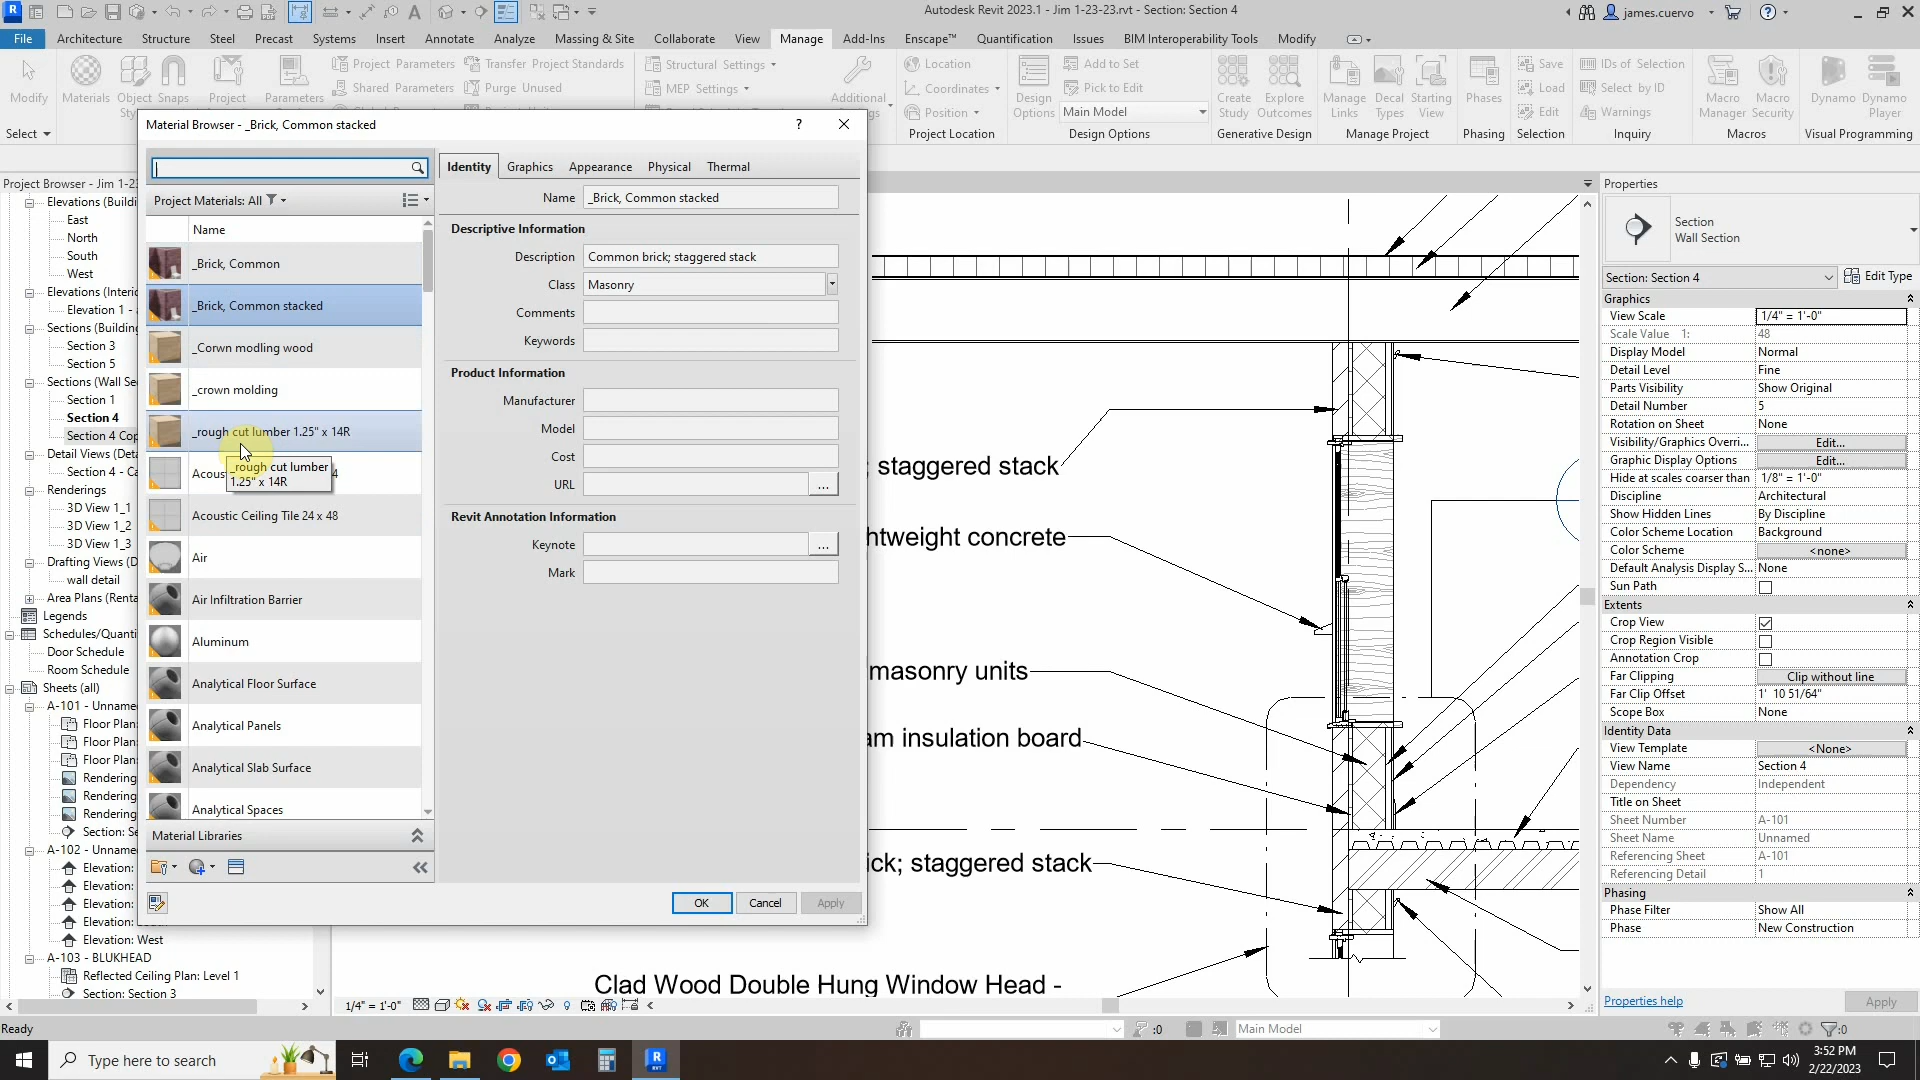 Autodesk Revit 2023.1 - Jim 1-23-23.rvt - Section: Section 4
james.cuervo
File Architecture Structure Steel Precast Systems Insert Annotate Analyze Massing & Site Collaborate View Manage Add-Ins Enscape™ Quantification Issues BIM Interoperability Tools Modify
Modify
Materials
Object
Snaps
Project
Parameters
Project Parameters
Shared Parameters
Transfer Project Standards
Purge Unused
Structural Settings
MEP Settings
Additional
Location
Coordinates
Position
Design
Options
Add to Set
Pick to Edit
Main Model
Create
Study
Explore
Outcomes
Manage
Links
Decal
Types
Starting
View
Phases
Save
Load
Edit
IDs of Selection
Select by ID
Warnings
Macro
Manager
Macro
Security
Dynamo
Dynamo
Player
Select
Project Location
Design Options
Generative Design
Manage Project
Phasing
Selection
Inquiry
Macros
Visual Programming
Project Browser - Jim 1-2
Elevations (Buildi
East
North
South
West
Elevations (Interio
Elevation 1 -
Sections (Building
Section 3
Section 5
Sections (Wall Se
Section 1
Section 4
Section 4 Cop
Detail Views (Deta
Section 4 - Ca
Renderings
3D View 1_1
3D View 1_2
3D View 1_3
Drafting Views (D
wall detail
Area Plans (Renta
Legends
Schedules/Quanti
Door Schedule
Room Schedule
Sheets (all)
A-101 - Unname
Floor Plan:
Floor Plan:
Floor Plan:
Rendering
Rendering
Rendering
Section: Se
A-102 - Unname
Elevation:
Elevation:
Elevation:
Elevation:
Elevation: West
A-103 - BLUKHEAD
Reflected Ceiling Plan: Level 1
Section: Section 3
Material Browser - _Brick, Common stacked
?
Project Materials: All
Name
_Brick, Common
_Brick, Common stacked
_Corwn modling wood
_crown molding
_rough cut lumber 1.25" x 14R
Acous
4
_rough cut lumber
1.25" x 14R
Acoustic Ceiling Tile 24 x 48
Air
Air Infiltration Barrier
Aluminum
Analytical Floor Surface
Analytical Panels
Analytical Slab Surface
Analytical Spaces
Material Libraries
Identity Graphics Appearance Physical Thermal
Name _Brick, Common stacked
Descriptive Information
Description Common brick; staggered stack
Class Masonry
Comments
Keywords
Product Information
Manufacturer
Model
Cost
URL ...
Revit Annotation Information
Keynote ...
Mark
OK Cancel Apply
; staggered stack
htweight concrete
masonry units
am insulation board
ick; staggered stack
Clad Wood Double Hung Window Head -
1/4" = 1'-0"
Properties
Section
Wall Section
Section: Section 4
Edit Type
Graphics
View Scale 1/4" = 1'-0"
Scale Value 1: 48
Display Model Normal
Detail Level Fine
Parts Visibility Show Original
Detail Number 5
Rotation on Sheet None
Visibility/Graphics Overri... Edit...
Graphic Display Options Edit...
Hide at scales coarser than 1/8" = 1'-0"
Discipline Architectural
Show Hidden Lines By Discipline
Color Scheme Location Background
Color Scheme <none>
Default Analysis Display S... None
Sun Path
Extents
Crop View
Crop Region Visible
Annotation Crop
Far Clipping Clip without line
Far Clip Offset 1' 10 51/64"
Scope Box None
Identity Data
View Template <None>
View Name Section 4
Dependency Independent
Title on Sheet
Sheet Number A-101
Sheet Name Unnamed
Referencing Sheet A-101
Referencing Detail 1
Phasing
Phase Filter Show All
Phase New Construction
Properties help
Apply
Ready
:0
Main Model
:0
Type here to search
3:52 PM
2/22/2023